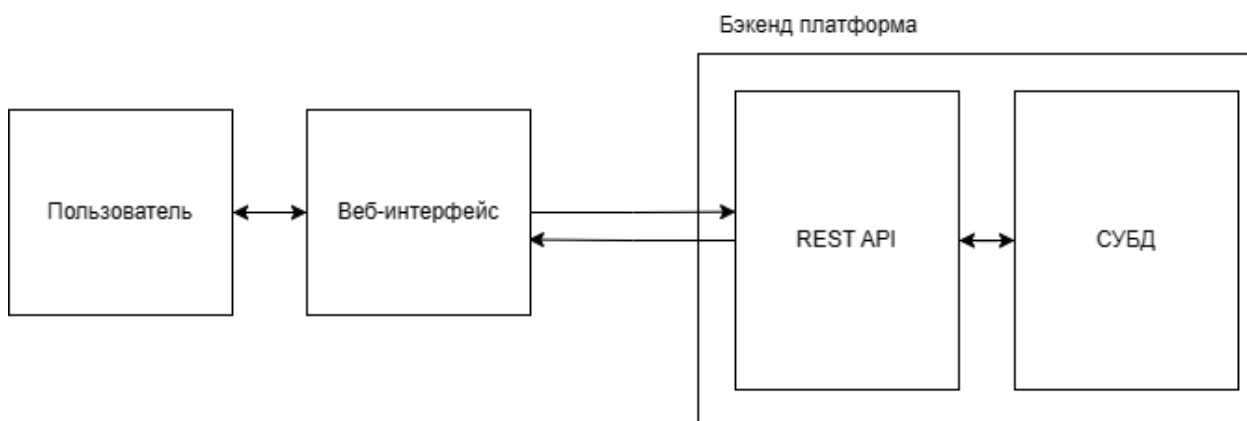 Бэкенд платформа
Пользователь
Веб-интерфейс
REST API
СУБД